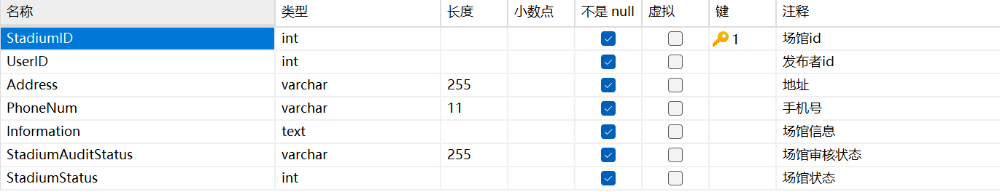 名称 类型 长度 小数点 不是 null 虚拟 键 注释
StadiumID int 1 场馆id
UserID int 发布者id
Address varchar 255 地址
PhoneNum varchar 11 手机号
Information text 场馆信息
StadiumAuditStatus varchar 255 场馆审核状态
StadiumStatus int 场馆状态